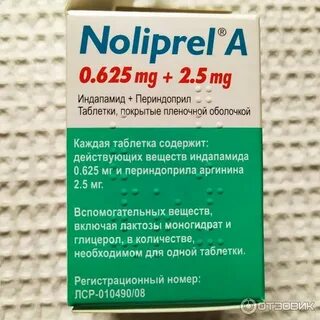 Noliprel® A
0.625 mg + 2.5 mg
Индапамид + Периндоприл
Таблетки, покрытые пленочной оболочкой
Каждая таблетка содержит:
действующих веществ индапамида
0.625 мг и периндоприла аргинина
2.5 мг.
Вспомогательных веществ,
включая лактозы моногидрат и
глицерол, в количестве,
необходимом для одной таблетки.
Регистрационный номер:
ЛСР-010490/08
ОТЗОВИК